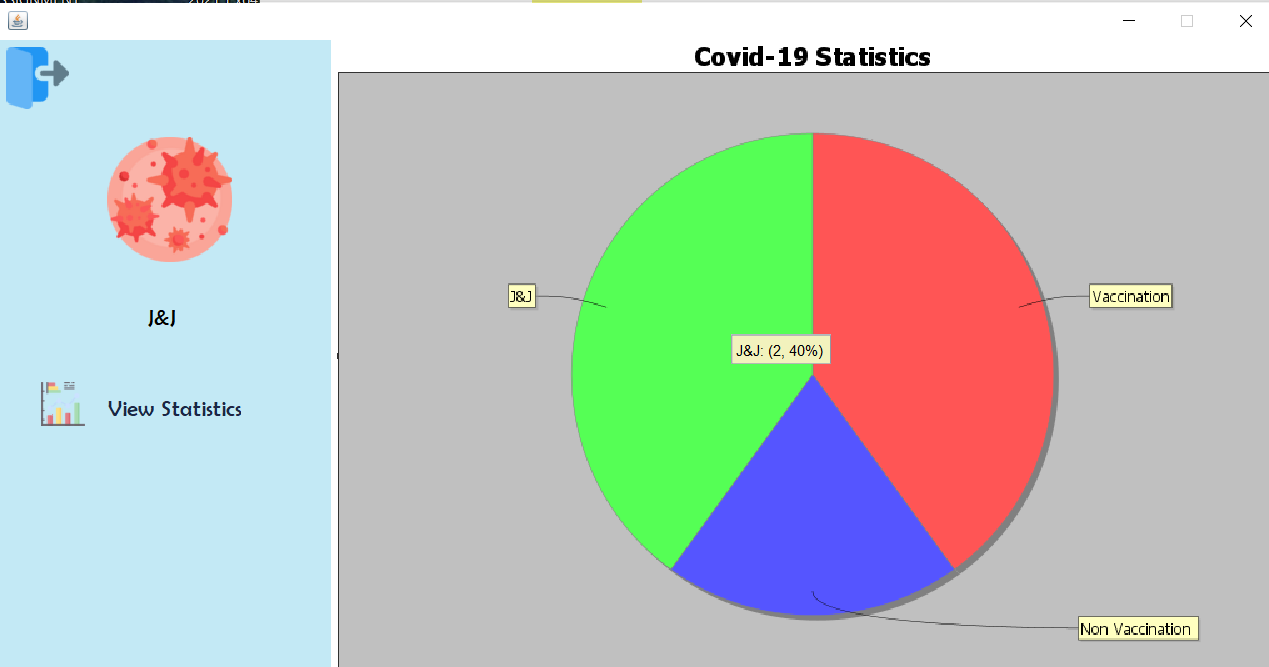 Covid-19 Statistics
J&J
View Statistics
J&J
Vaccination
J&J: (2, 40%)
Non Vaccination